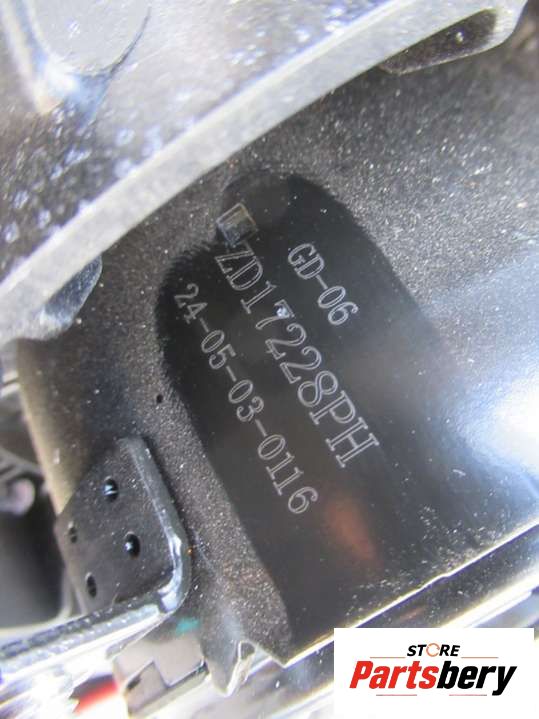 GD-06
ZD17228PH
24-05-03-0116
STORE
Partsbery